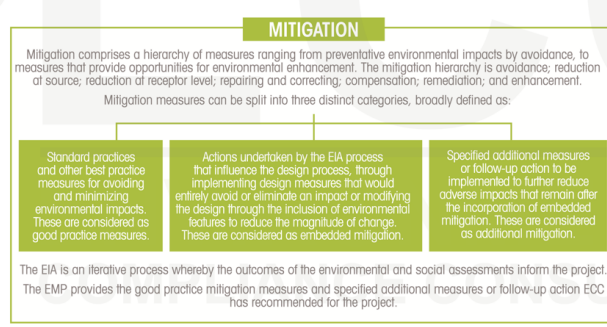 MITIGATION
Mitigation comprises a hierarchy of measures ranging from preventative environmental impacts by avoidance, to
measures that provide opportunities for environmental enhancement. The mitigation hierarchy is avoidance; reduction
at source; reduction at receptor level; repairing and correcting; compensation; remediation; and enhancement.
Mitigation measures can be split into three distinct categories, broadly defined as:
Standard practices
and other best practice
measures for avoiding
and minimizing
environmental impacts.
These are considered as
good practice measures.
Actions undertaken by the EIA process
that influence the design process, through
implementing design measures that would
entirely avoid or eliminate an impact or modifying
the design through the inclusion of environmental
features to reduce the magnitude of change.
These are considered as embedded mitigation.
Specified additional measures
or follow-up action to be
implemented to further reduce
adverse impacts that remain after
the incorporation of embedded
mitigation. These are considered
as additional mitigation.
The EIA is an iterative process whereby the outcomes of the environmental and social assessments inform the project.
The EMP provides the good practice mitigation measures and specified additional measures or follow-up action ECC
has recommended for the project.